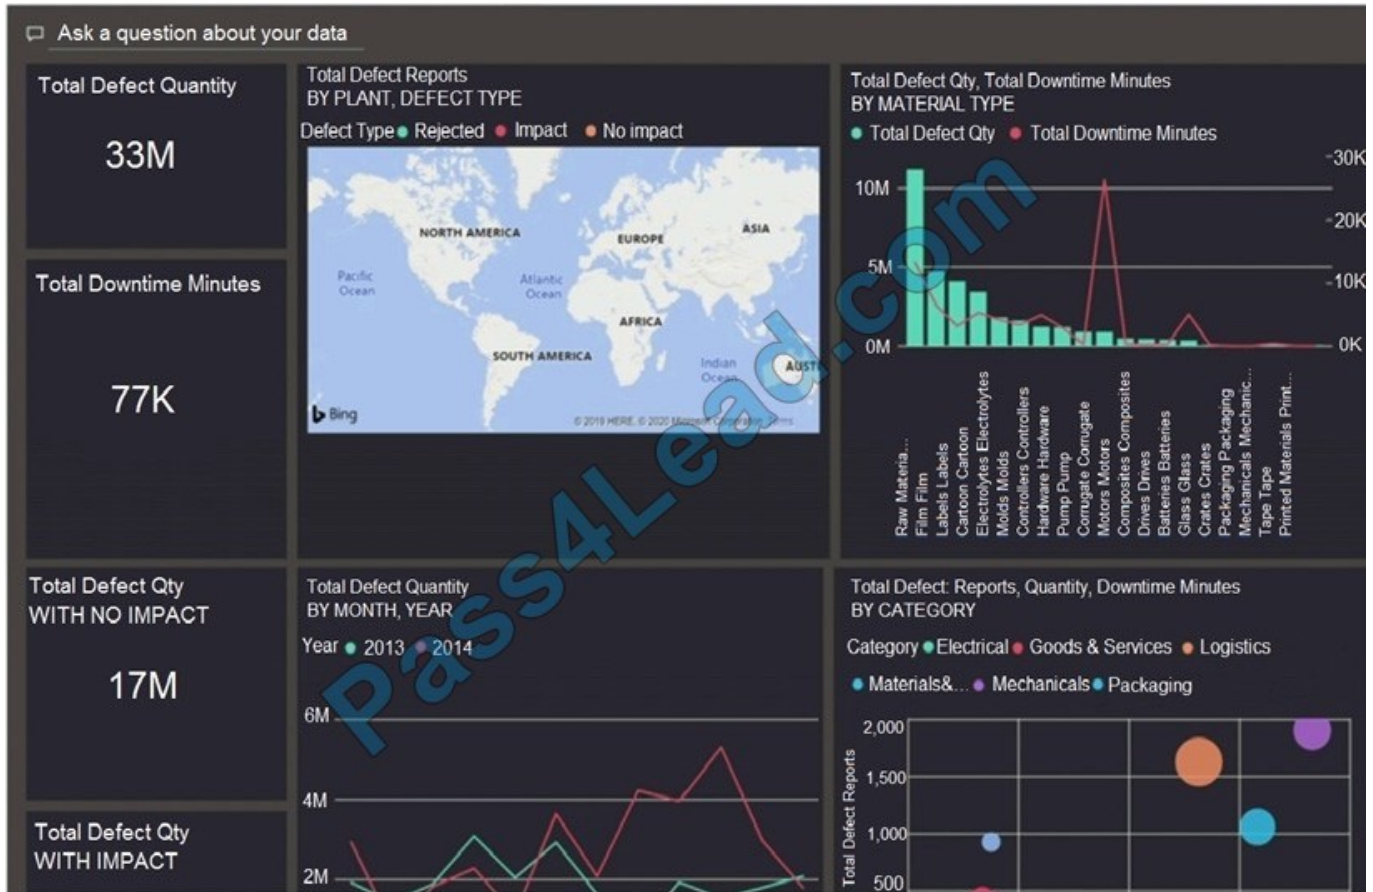 Ask a question about your data
Total Defect Quantity
33M
Total Downtime Minutes
77K
Total Defect Reports
BY PLANT, DEFECT TYPE
Defect Type Rejected Impact No impact
NORTH AMERICA
EUROPE
ASIA
Pacific
Ocean
Atlantic
Ocean
AFRICA
SOUTH AMERICA
Indian
Ocean
AUST
Bing
© 2019 HERE, © 2020 Microsoft Corporation Terms
Total Defect Qty, Total Downtime Minutes
BY MATERIAL TYPE
Total Defect Qty Total Downtime Minutes
10M
5M
0M
30K
20K
10K
0K
Raw Materia...
Film Film
Labels Labels
Cartoon Cartoon
Electrolytes Electrolytes
Molds Molds
Controllers Controllers
Hardware Hardware
Pump Pump
Corrugate Corrugate
Motors Motors
Composites Composites
Drives Drives
Batteries Batteries
Glass Glass
Crates Crates
Packaging Packaging
Mechanicals Mechanic...
Tape Tape
Printed Materials Print...
Total Defect Qty
WITH NO IMPACT
17M
Total Defect Qty
WITH IMPACT
Total Defect Quantity
BY MONTH, YEAR
Year 2013 2014
6M
4M
2M
Total Defect: Reports, Quantity, Downtime Minutes
BY CATEGORY
Category Electrical Goods & Services Logistics
Materials&... Mechanicals Packaging
Total Defect Reports
2,000
1,500
1,000
500
Pass4Lead.com